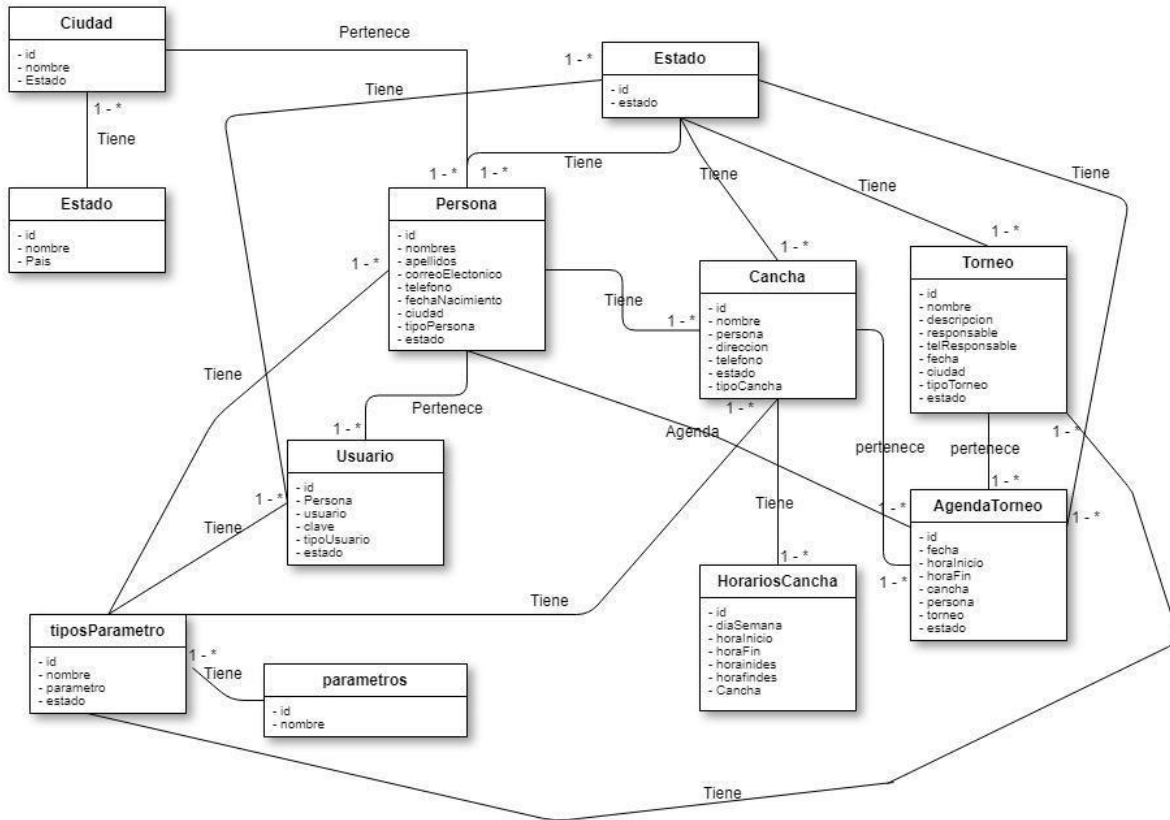 Ciudad
- id
- nombre
- Estado
Pertenece
1 - *
Estado
- id
- estado
Tiene
1 - *
Tiene
Tiene
Tiene
Tiene
Tiene
1 - *
1 - *
Estado
- id
- nombre
- Pais
Persona
- id
- nombres
- apellidos
- correoElectonico
- telefono
- fechaNacimiento
- ciudad
- tipoPersona
- estado
1 - *
1 - *
1 - *
1 - *
Cancha
- id
- nombre
- persona
- direccion
- telefono
- estado
- tipoCancha
Tiene
1 - *
Torneo
- id
- nombre
- descripcion
- responsable
- telResponsable
- fecha
- ciudad
- tipoTorneo
- estado
Tiene
Pertenece
1 - *
Agenda
1 - *
pertenece
pertenece
1 - *
Usuario
- id
- Persona
- usuario
- clave
- tipoUsuario
- estado
1 - *
Tiene
Tiene
1 - *
1 - *
1 - *
AgendaTorneo
- id
- fecha
- horaInicio
- horaFin
- cancha
- persona
- torneo
- estado
1 - *
1 - *
HorariosCancha
- id
- diaSemana
- horaInicio
- horaFin
- horainides
- horafindes
- Cancha
Tiene
tiposParametro
- id
- nombre
- parametro
- estado
1 - *
Tiene
parametros
- id
- nombre
Tiene